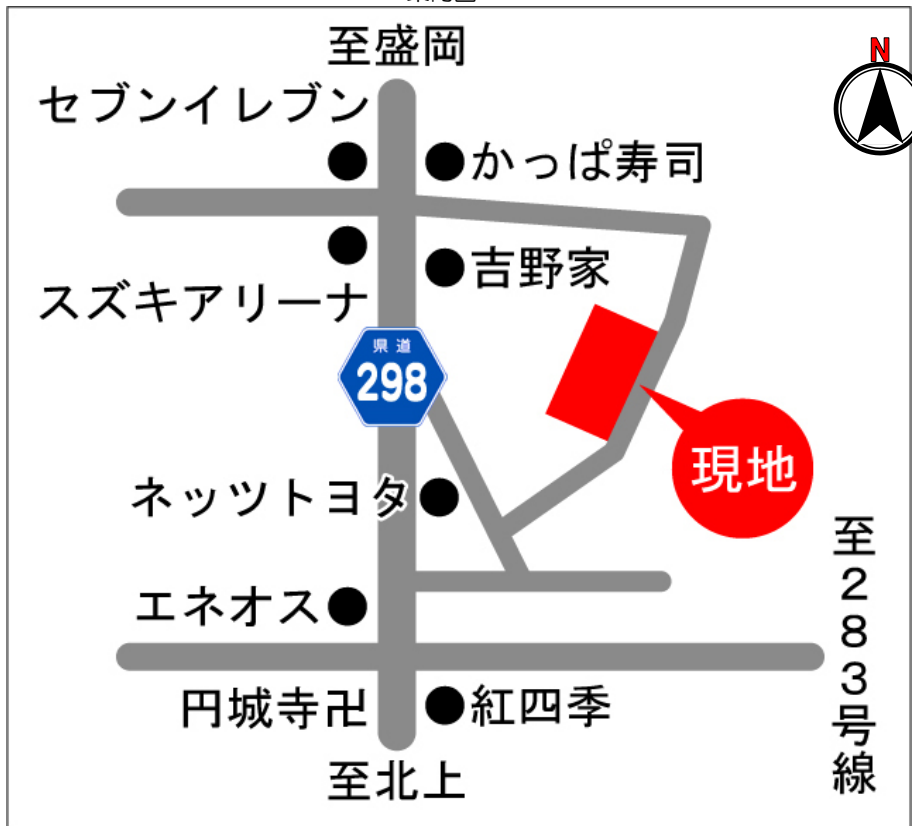 至盛岡
N
セブンイレブン
かっぱ寿司
吉野家
スズキアリーナ
県道
298
現地
ネッツトヨタ
エネオス
至283号線
円城寺卍
紅四季
至北上